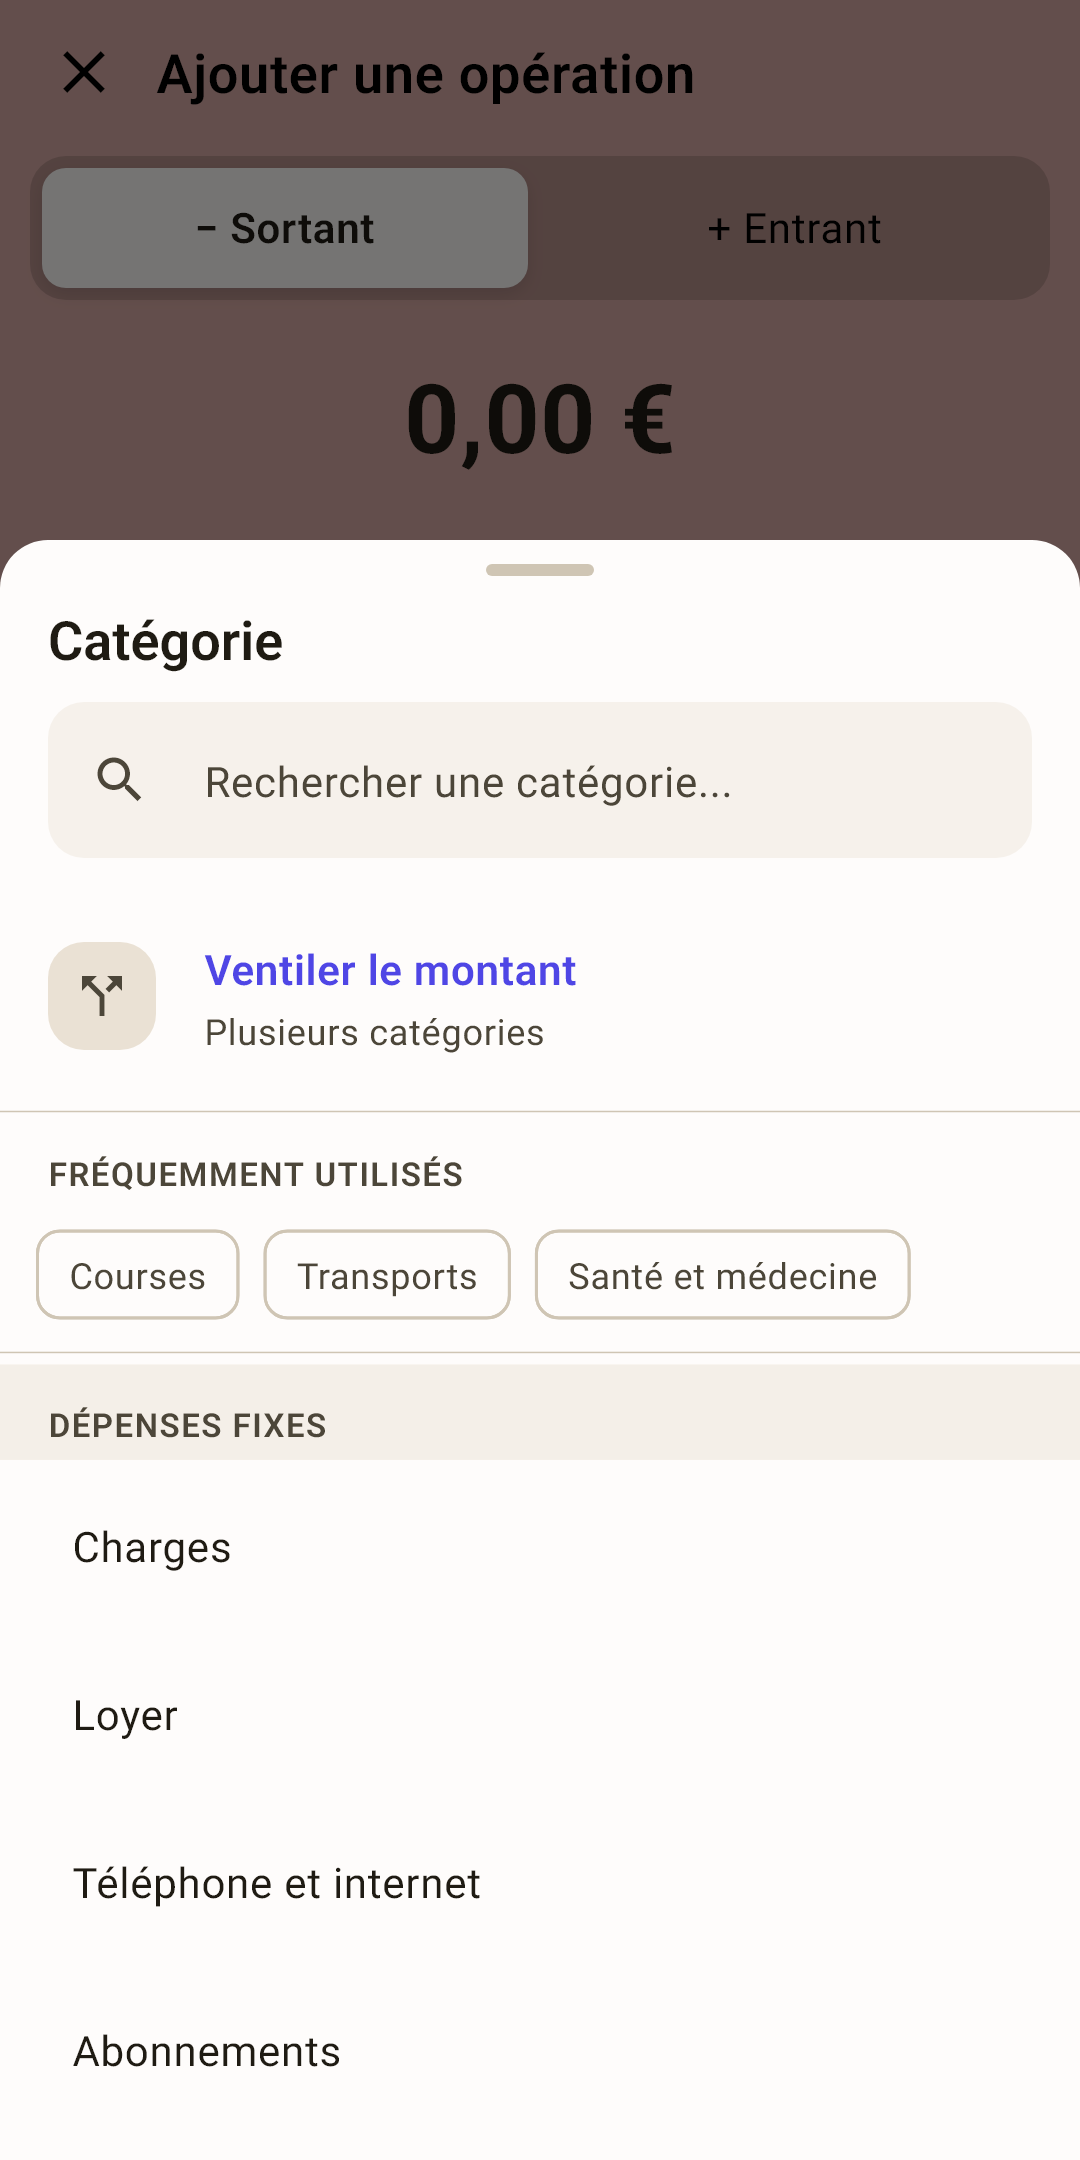 Ajouter une opération
− Sortant
+ Entrant
0,00 €
Catégorie
Rechercher une catégorie...
Ventiler le montant
Plusieurs catégories
FRÉQUEMMENT UTILISÉS
Courses
Transports
Santé et médecine
DÉPENSES FIXES
Charges
Loyer
Téléphone et internet
Abonnements